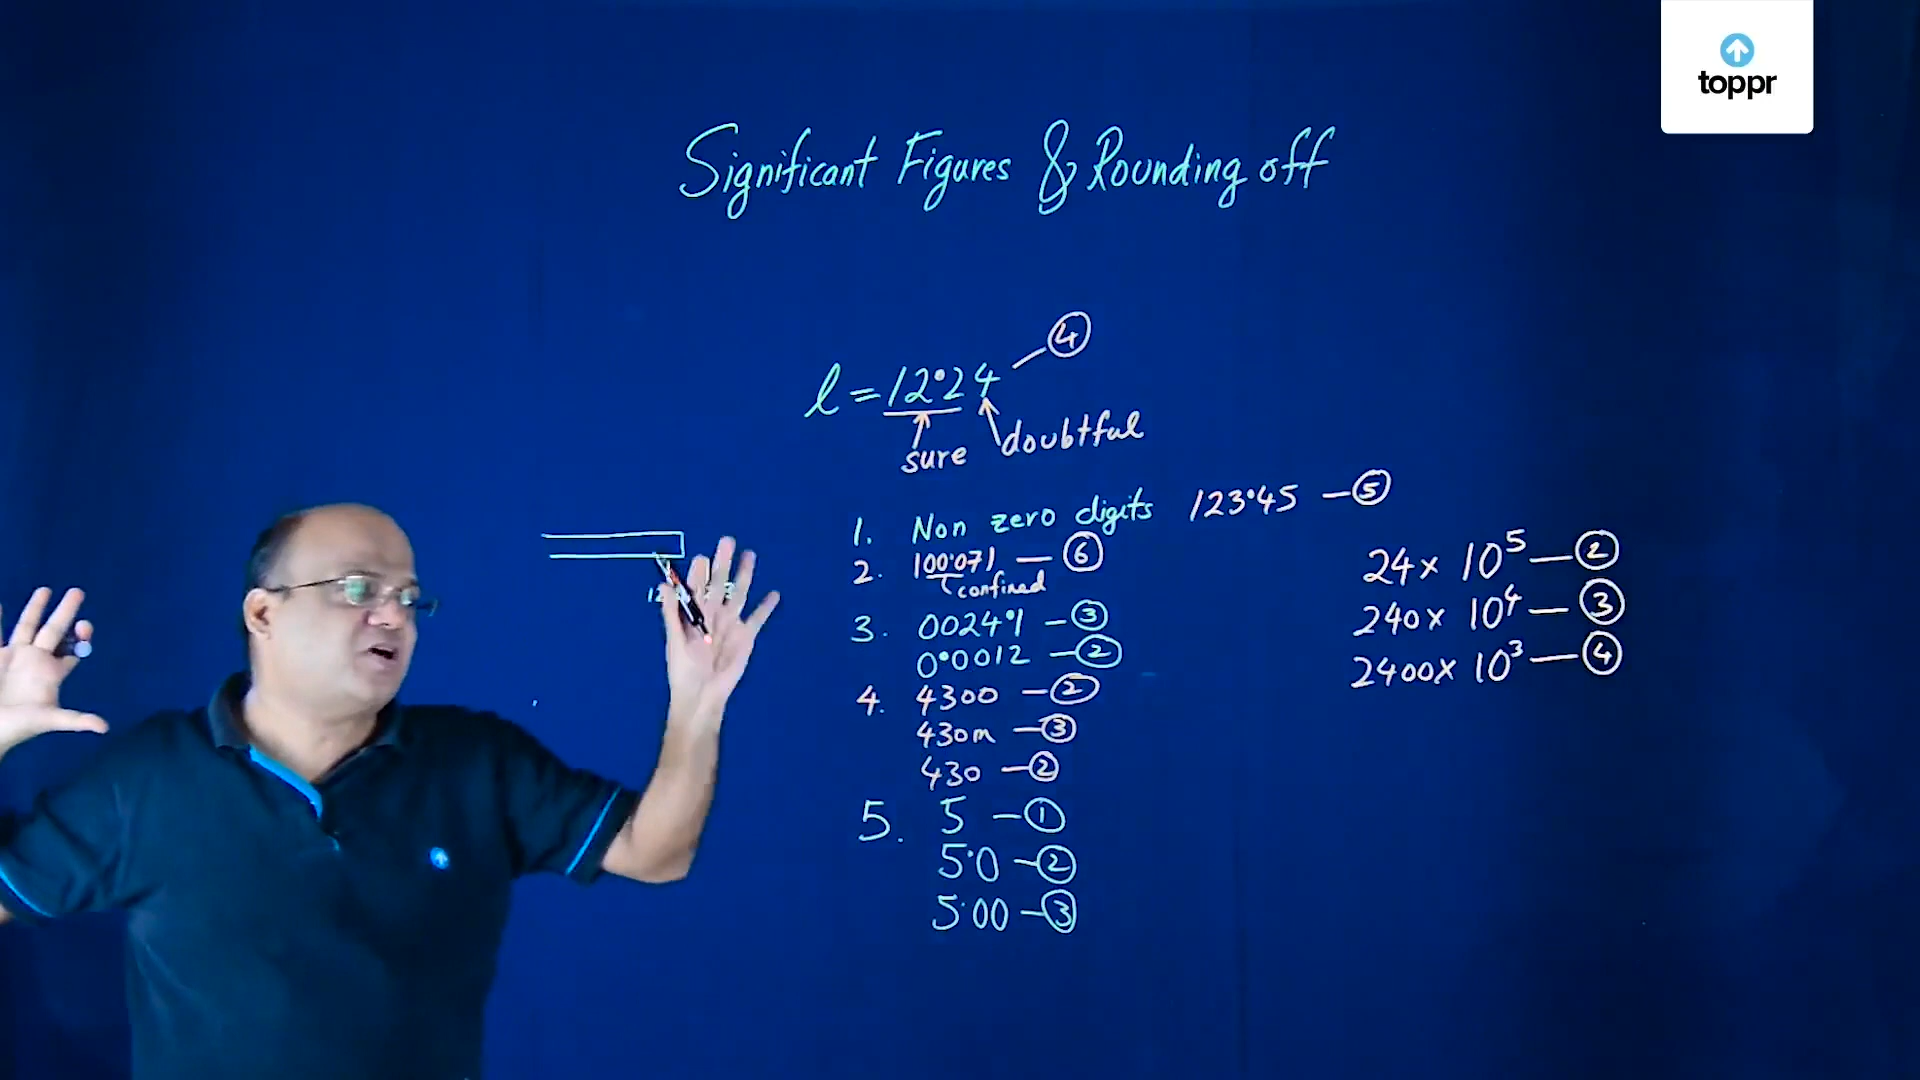 toppr
Significant Figures & Rounding off
l = 12.24 — 4
sure doubtful
1. Non zero digits 123.45 — 5
2. 100.071 — 6
confined
3. 0024.1 — 3
0.0012 — 2
4. 4300 — 2
430m — 3
430 — 2
5. 5 — 1
5.0 — 2
5.00 — 3
24 x 10⁵ — 2
240 x 10⁴ — 3
2400 x 10³ — 4